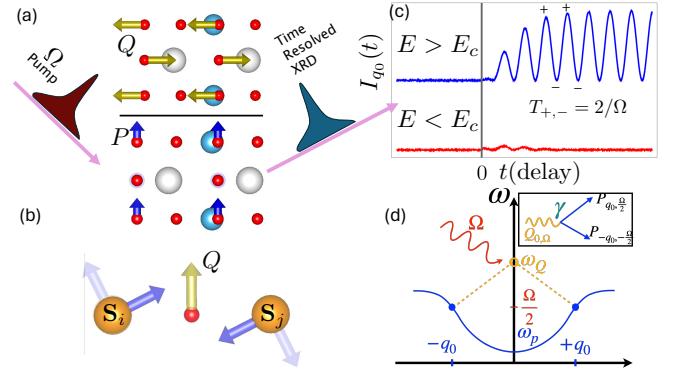 (a)
Ω
Pump
Q
P
Time
Resolved
XRD
(c)
I_{q_0}(t)
E > E_c
+ +
− −
T_{+,−} = 2/Ω
E < E_c
0 t(delay)
(b)
S_i
Q
S_j
(d)
ω
Ω
ω_Q
Ω/2
ω_p
−q_0
+q_0
γ
Q_{0,Ω}
P_{q_0,Ω/2}
P_{−q_0,−Ω/2}